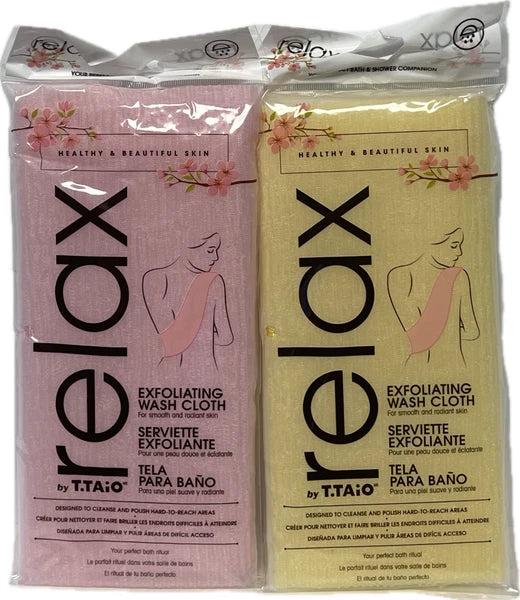 relax
YOUR PERFECT
HEALTHY & BEAUTIFUL SKIN
relax
by T.TAiO™
EXFOLIATING
WASH CLOTH
For smooth and radiant skin
SERVIETTE
EXFOLIANTE
Pour une peau douce et éclatante
TELA
PARA BAÑO
Para una piel suave y radiante
DESIGNED TO CLEANSE AND POLISH HARD-TO-REACH AREAS
CRÉER POUR NETTOYER ET FAIRE BRILLER LES ENDROITS DIFFICILES À ATTEINDRE
DISEÑADA PARA LIMPIAR Y PULIR ÁREAS DE DIFÍCIL ACCESO
Your perfect bath ritual
Le parfait rituel dans votre salle de bains
El ritual de tu baño perfecto
relax
BATH & SHOWER COMPANION
HEALTHY & BEAUTIFUL SKIN
relax
by T.TAiO™
EXFOLIATING
WASH CLOTH
For smooth and radiant skin
SERVIETTE
EXFOLIANTE
Pour une peau douce et éclatante
TELA
PARA BAÑO
Para una piel suave y radiante
DESIGNED TO CLEANSE AND POLISH HARD-TO-REACH AREAS
CRÉER POUR NETTOYER ET FAIRE BRILLER LES ENDROITS DIFFICILES À ATTEINDRE
DISEÑADA PARA LIMPIAR Y PULIR ÁREAS DE DIFÍCIL ACCESO
Your perfect bath ritual
Le parfait rituel dans votre salle de bains
El ritual de tu baño perfecto